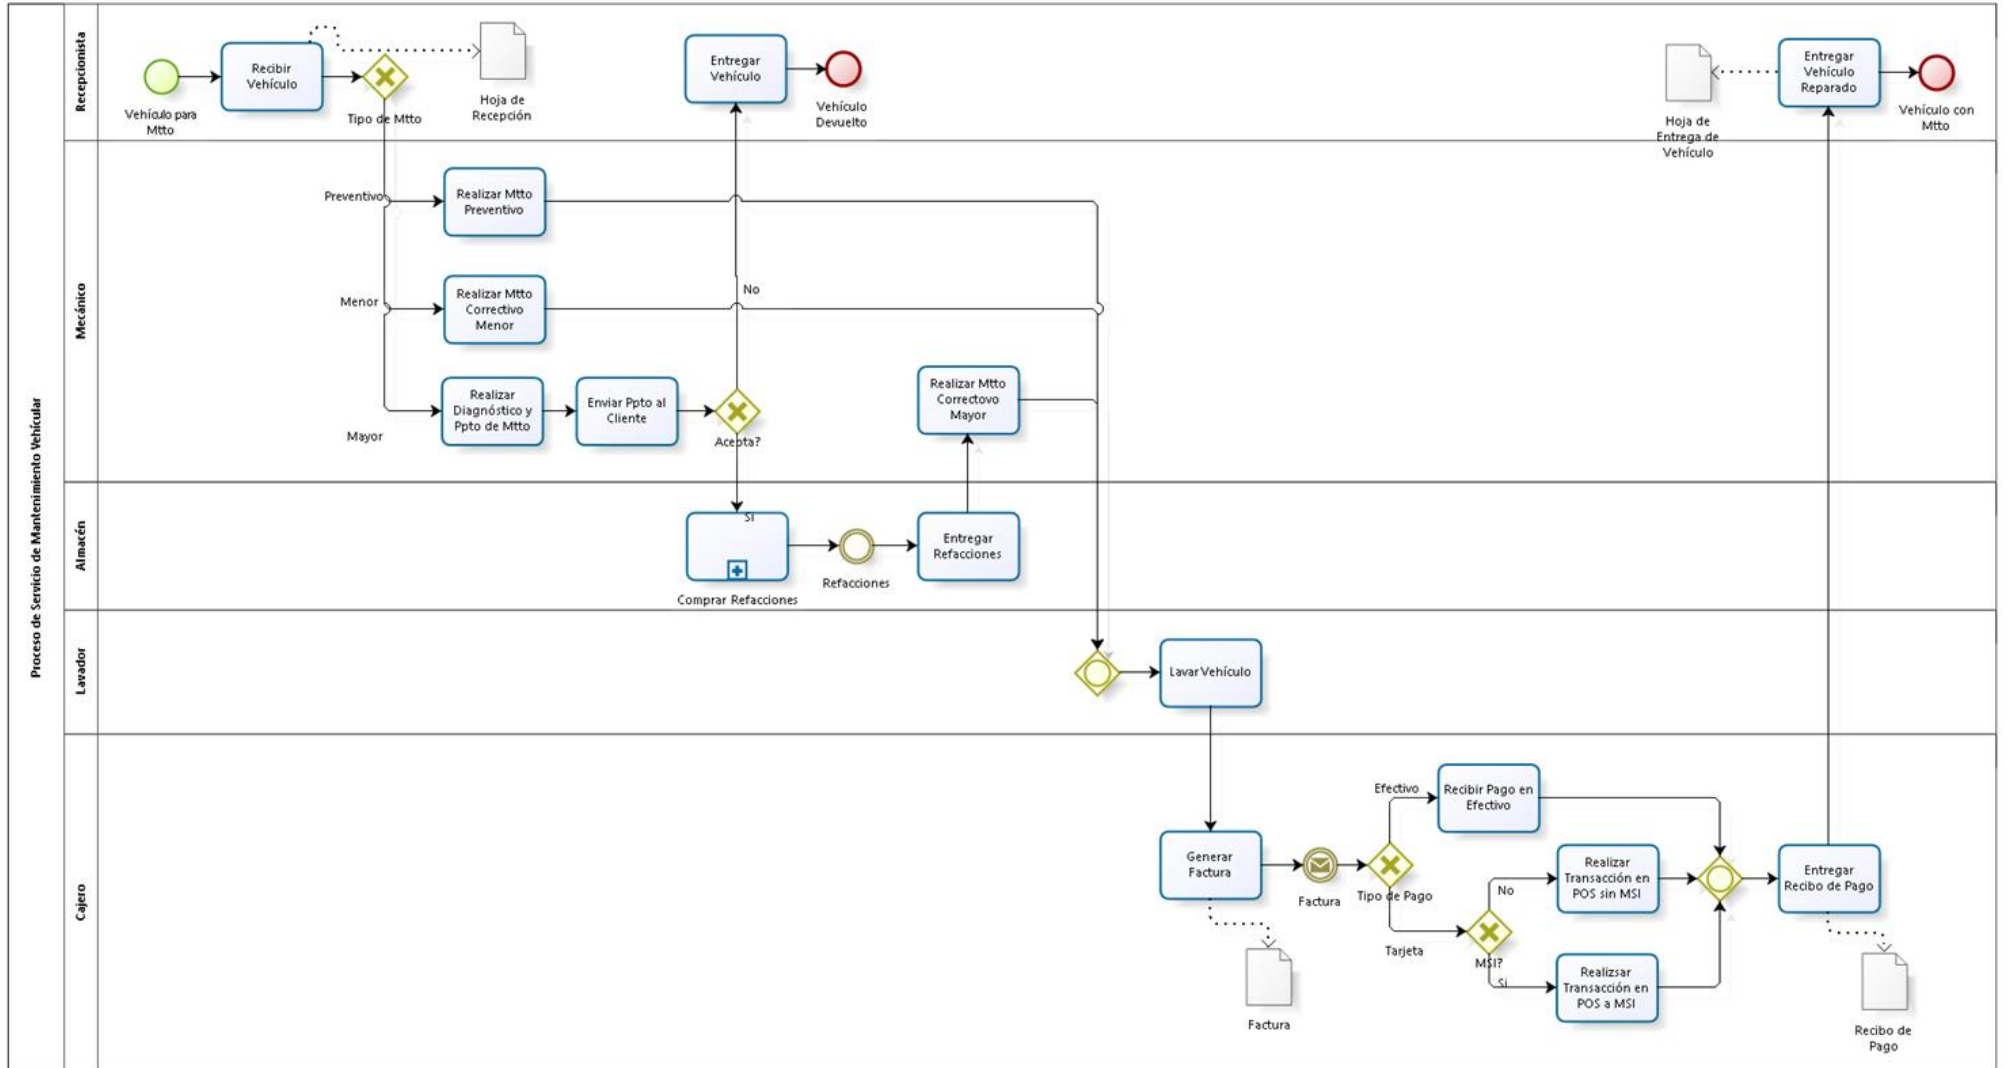 Proceso de Servicio de Mantenimiento Vehícular
Recepcionista
Vehículo para
Mtto
Recibir
Vehículo
Tipo de Mtto
Hoja de
Recepción
Entregar
Vehículo
Vehículo
Devuelto
Hoja de
Entrega de
Vehículo
Entregar
Vehículo
Reparado
Vehículo con
Mtto
Mecánico
Preventivo
Realizar Mtto
Preventivo
Menor
Realizar Mtto
Correctivo
Menor
No
Mayor
Realizar
Diagnóstico y
Ppto de Mtto
Enviar Ppto al
Cliente
Acepta?
Realizar Mtto
Correctovo
Mayor
Almacén
Si
Comprar Refacciones
Refacciones
Entregar
Refacciones
Lavador
Lavar Vehículo
Cajero
Generar
Factura
Factura
Factura
Tipo de Pago
Efectivo
Recibir Pago en
Efectivo
Tarjeta
MSI?
No
Realizar
Transacción en
POS sin MSI
Si
Realizsar
Transacción en
POS a MSI
Entregar
Recibo de Pago
Recibo de
Pago